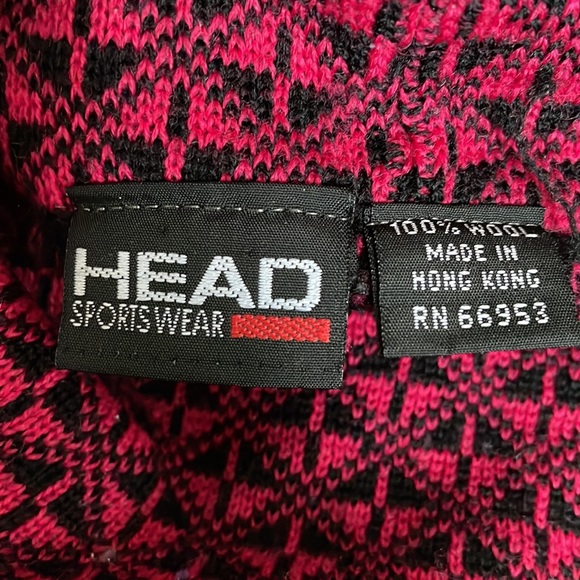 HEAD
SPORTSWEAR
100% WOOL
MADE IN
HONG KONG
RN 66953